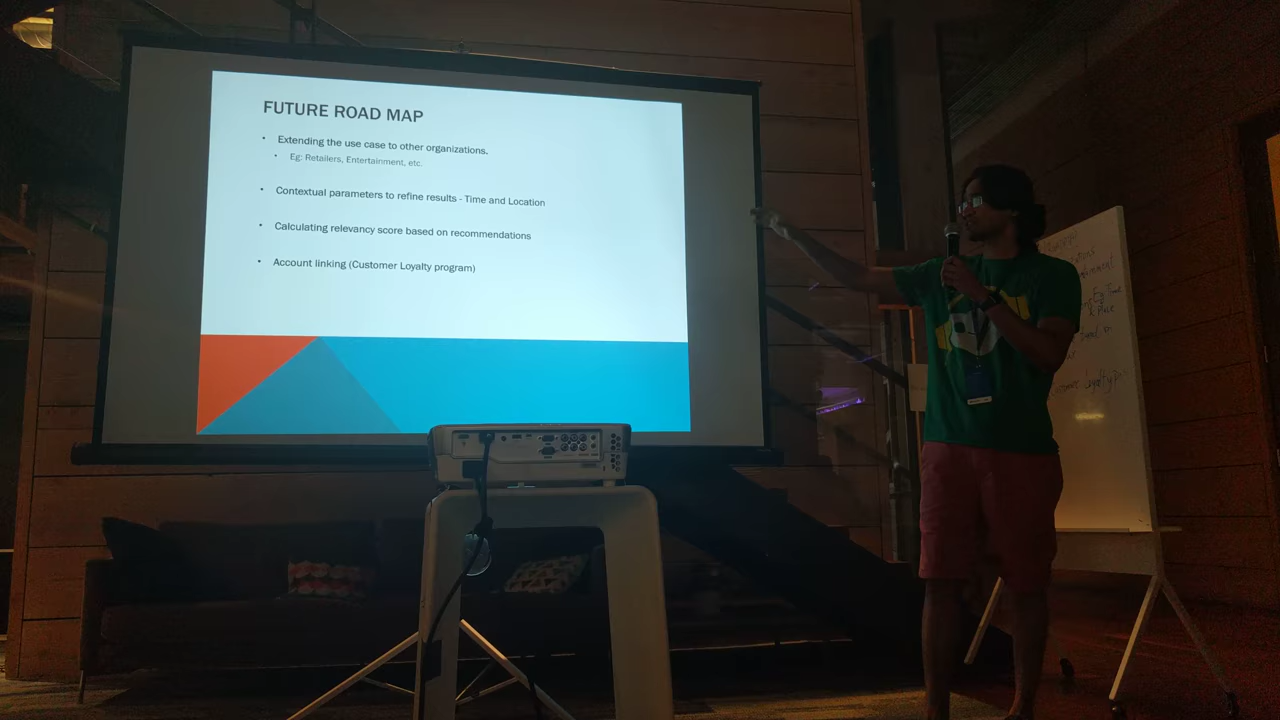 FUTURE ROAD MAP
• Extending the use case to other organizations.
• Eg: Retailers, Entertainment, etc.
• Contextual parameters to refine results - Time and Location
• Calculating relevancy score based on recommendations
• Account linking (Customer Loyalty program)